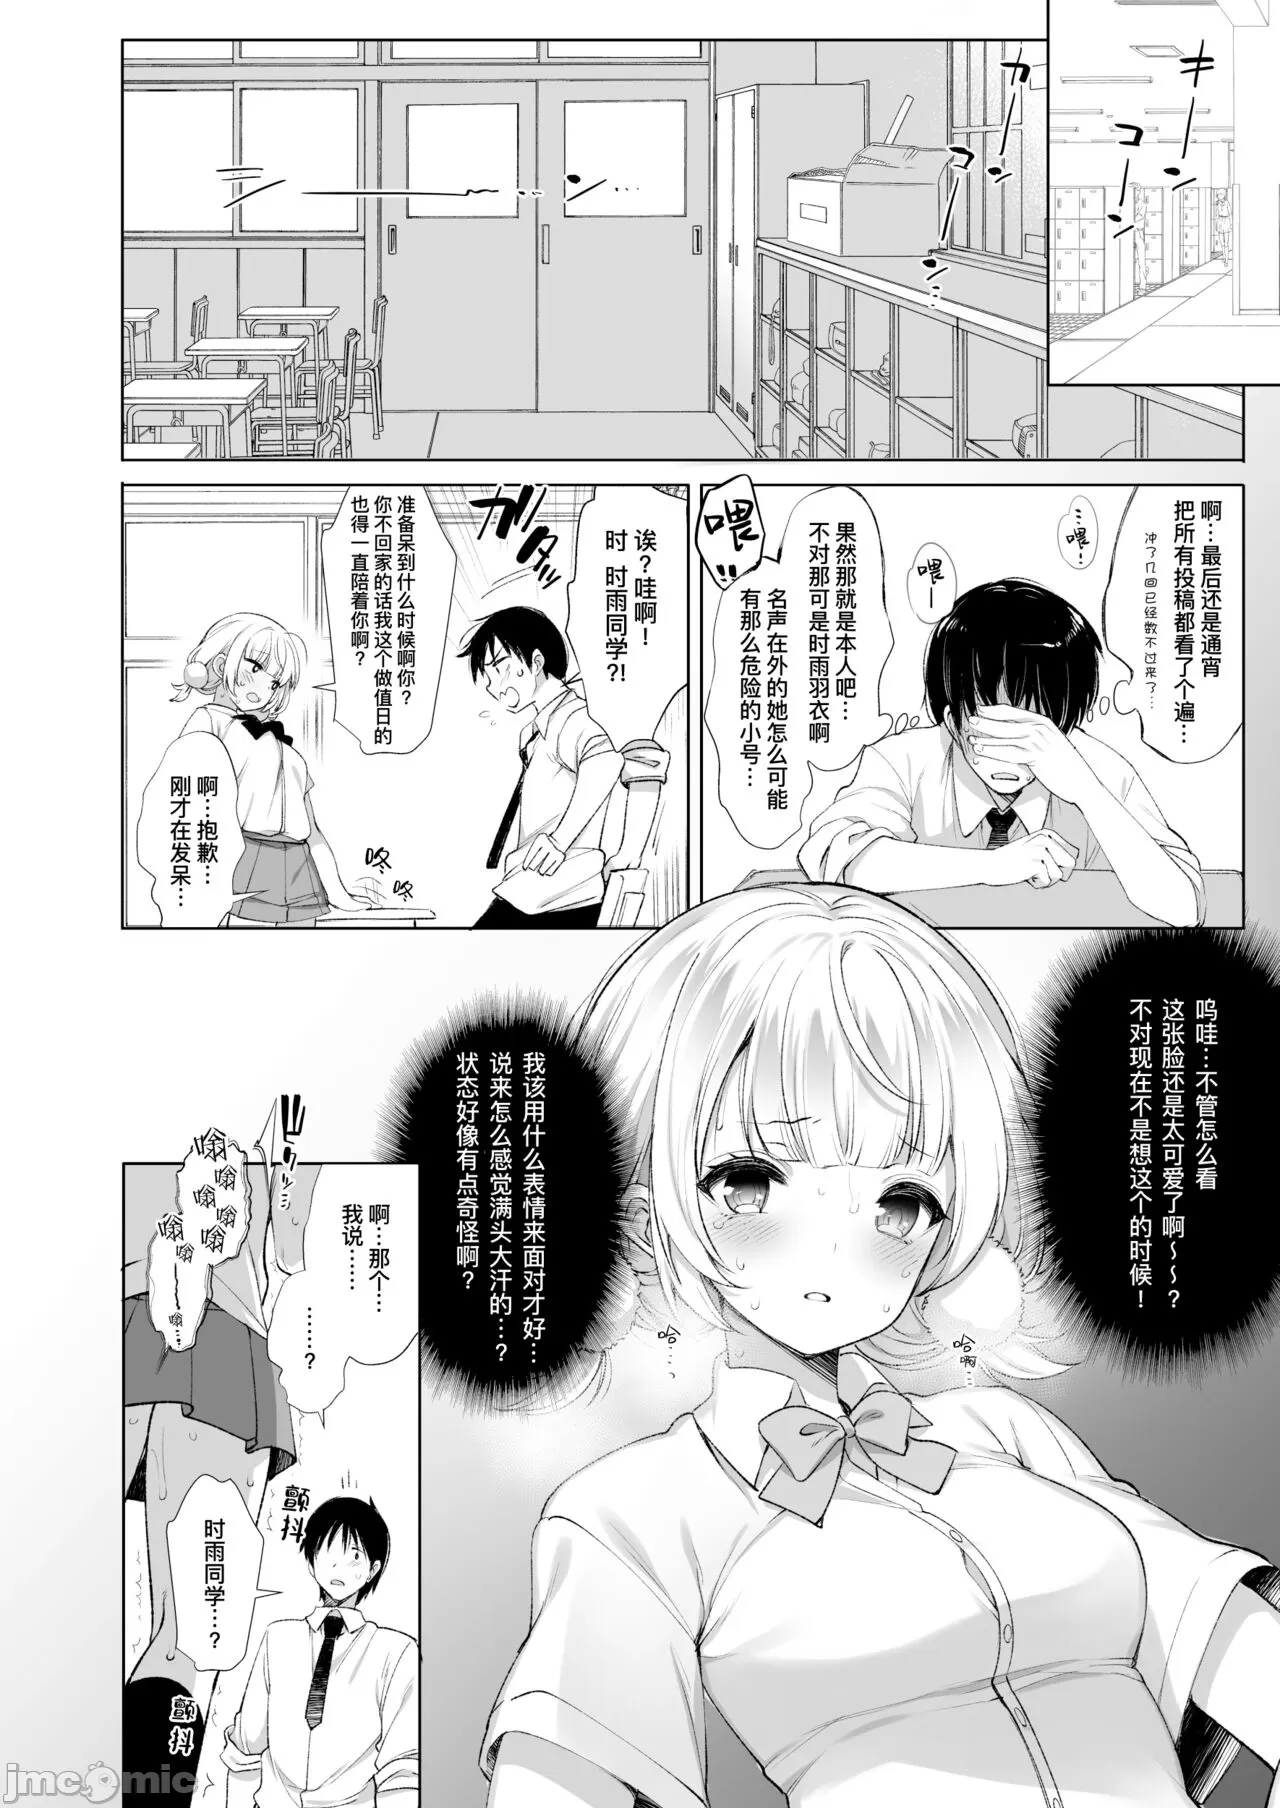 キーン
コーン
カーン
コーン
啊…最后还是通宵
把所有投稿都看了个遍…
冲了几回已经数不过来了…
…喂…
喂—
果然那就是本人吧…
不对那可是时雨羽衣啊
名声在外的她怎么可能
有那么危险的小号…
喂
诶?哇啊!
时 时雨同学?!
ガタッ
准备呆到什么时候啊你?
你不回家的话我这个做值日的
也得一直陪着你啊?
咚
咚
啊…抱歉…
刚才在发呆…
呜哇…不管怎么看
这张脸还是太可爱了啊～～?
不对现在不是想这个的时候!
我该用什么表情来面对才好…
说来怎么感觉满头大汗的…?
状态好像有点奇怪啊?
哈…
哈啊…
啊…那个…
我说……
……?
ビクッ
嗡
嗡
嗡
嗡
嗡
嗡
嗡
嗡…
颤抖
时雨同学…?
颤抖
jmcomic